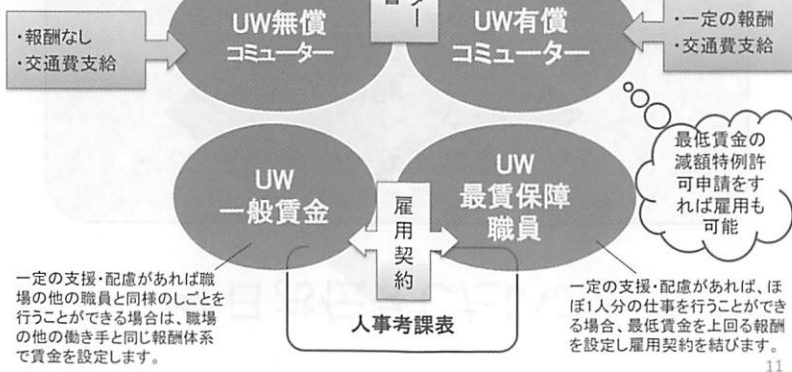 ・報酬なし
・交通費支給
UW無償
コミューター
ター
UW有償
コミューター
・一定の報酬
・交通費支給
最低賃金の
減額特例許
可申請をす
れば雇用も
可能
UW
一般賃金
雇用契約
UW
最賃保障
職員
一定の支援・配慮があれば職
場の他の職員と同様のしごとを
行うことができる場合は、職場
の他の働き手と同じ報酬体系
で賃金を設定します。
人事考課表
一定の支援・配慮があれば、ほ
ぼ1人分の仕事を行うことができ
る場合、最低賃金を上回る報酬
を設定し雇用契約を結びます。
11